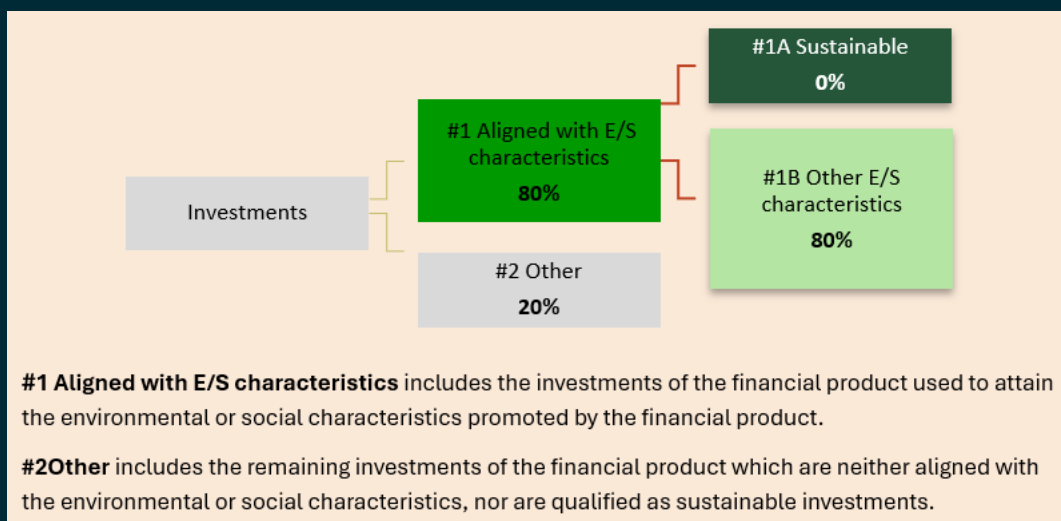 #1A Sustainable
0%
#1 Aligned with E/S
characteristics
80%
#1B Other E/S
characteristics
80%
Investments
#2 Other
20%
#1 Aligned with E/S characteristics includes the investments of the financial product used to attain
the environmental or social characteristics promoted by the financial product.
#2Other includes the remaining investments of the financial product which are neither aligned with
the environmental or social characteristics, nor are qualified as sustainable investments.